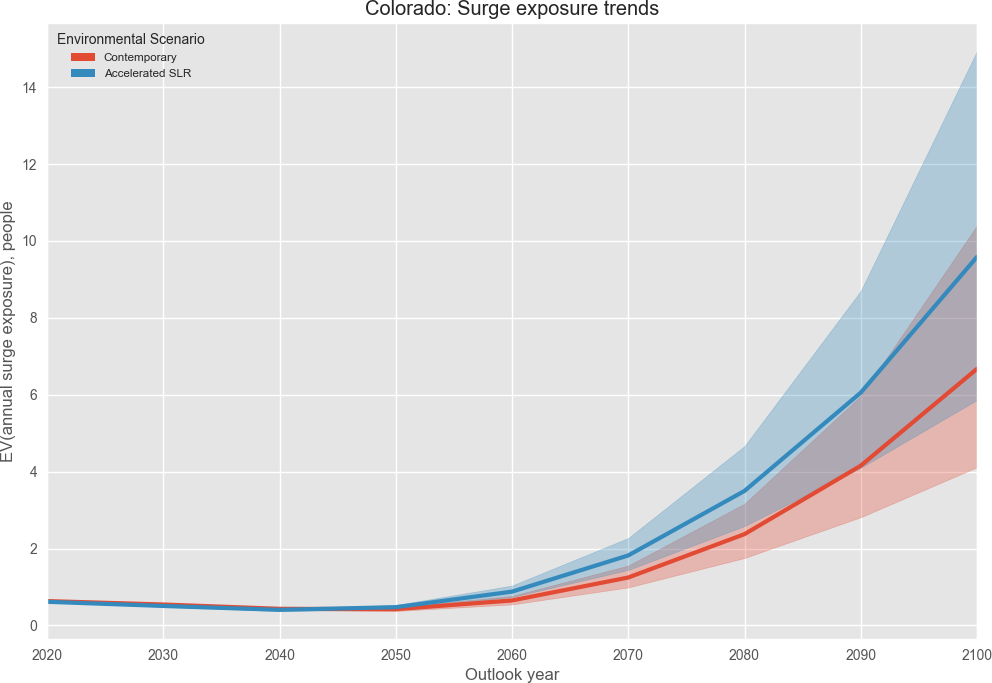 Colorado: Surge exposure trends
Environmental Scenario
Contemporary
Accelerated SLR
EV(annual surge exposure), people
14
12
10
8
6
4
2
0
2020 2030 2040 2050 2060 2070 2080 2090 2100
Outlook year